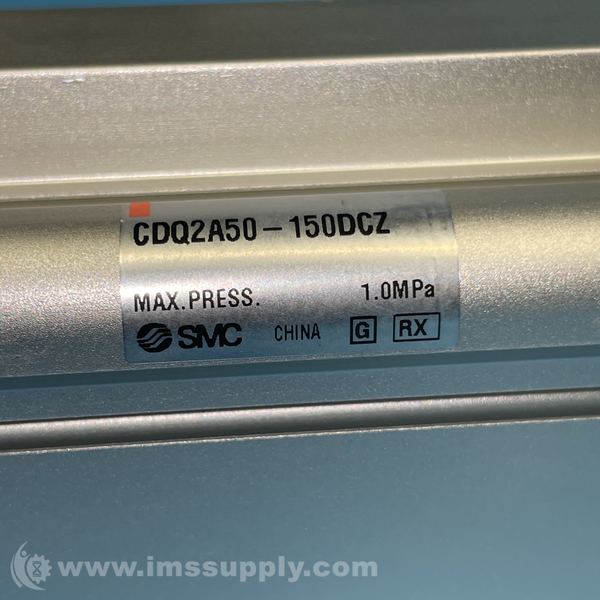 CDQ2A50-150DCZ
MAX.PRESS. 1.0MPa
SMC CHINA G RX
www.imssupply.com